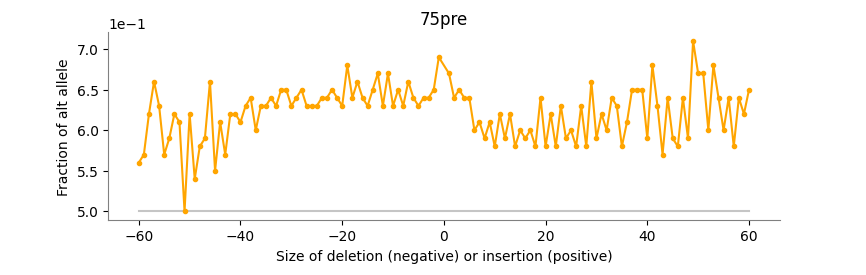 75pre
1e−1
7.0
6.5
6.0
5.5
5.0
Fraction of alt allele
−60 −40 −20 0 20 40 60
Size of deletion (negative) or insertion (positive)